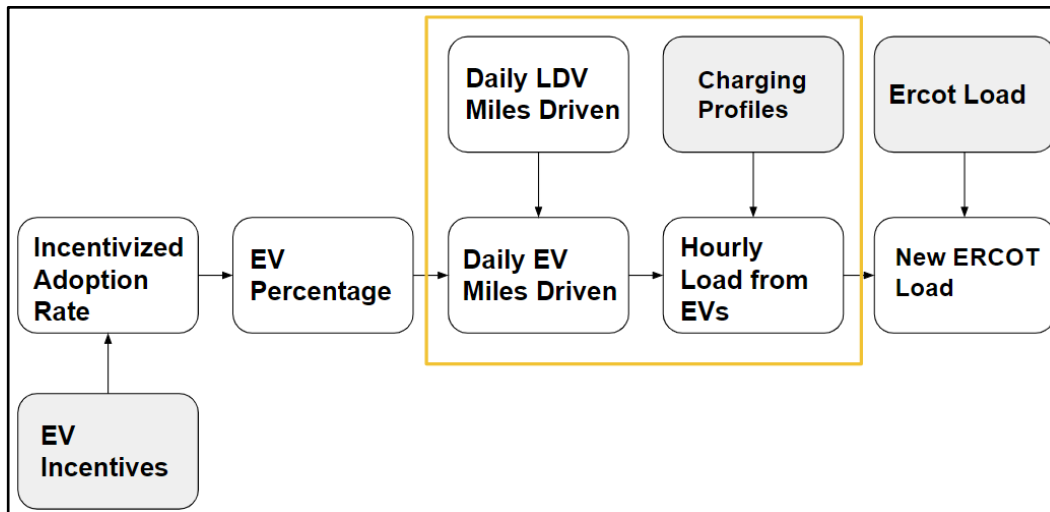 Daily LDV
Miles Driven
Charging
Profiles
Ercot Load
Incentivized
Adoption
Rate
EV
Percentage
Daily EV
Miles Driven
Hourly
Load from
EVs
New ERCOT
Load
EV
Incentives